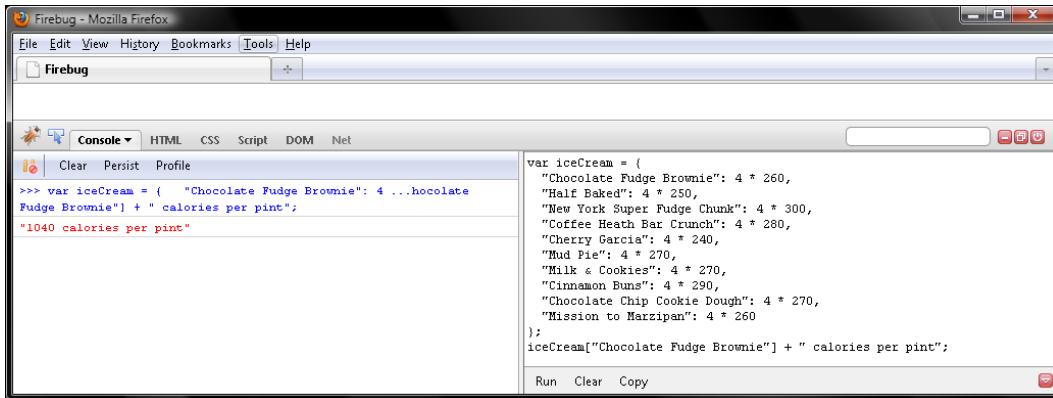 Firebug - Mozilla Firefox
File Edit View History Bookmarks Tools Help
Firebug
Console HTML CSS Script DOM Net
Clear Persist Profile
>>> var iceCream = {   "Chocolate Fudge Brownie": 4 ...hocolate
Fudge Brownie"] + " calories per pint";
"1040 calories per pint"
var iceCream = {
  "Chocolate Fudge Brownie": 4 * 260,
  "Half Baked": 4 * 250,
  "New York Super Fudge Chunk": 4 * 300,
  "Coffee Heath Bar Crunch": 4 * 280,
  "Cherry Garcia": 4 * 240,
  "Mud Pie": 4 * 270,
  "Milk & Cookies": 4 * 270,
  "Cinnamon Buns": 4 * 290,
  "Chocolate Chip Cookie Dough": 4 * 270,
  "Mission to Marzipan": 4 * 260
};
iceCream["Chocolate Fudge Brownie"] + " calories per pint";
Run Clear Copy